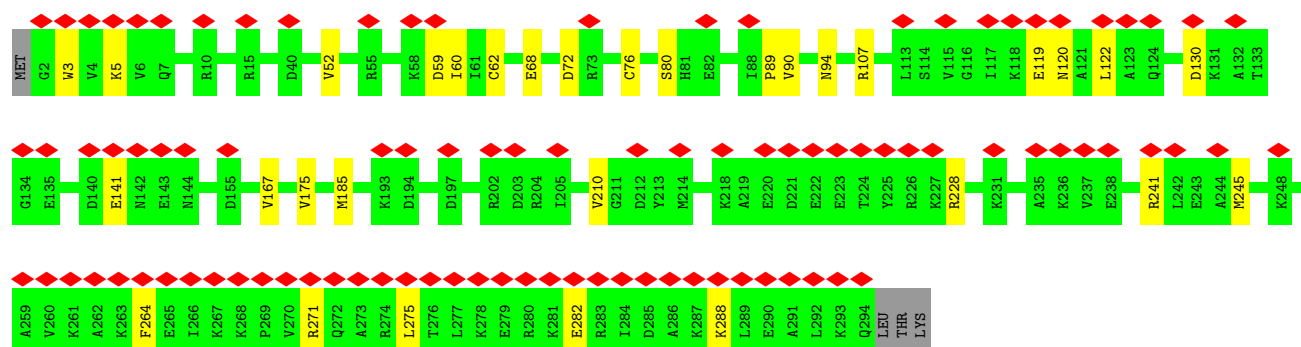 MET G2 W3 V4 K5 V6 Q7 R10 R15 D40 V52 R55 K58 D59 I60 I61 C62 E68 D72 R73 C76 S80 H81 E82 I88 P89 V90 N94 R107 L113 S114 V115 G116 I117 K118 E119 N120 A121 L122 A123 Q124 D130 K131 A132 T133
G134 E135 D140 E141 N142 E143 N144 D155 V167 V175 M185 K193 D194 D197 R202 D203 R204 I205 V210 G211 D212 Y213 M214 K218 A219 E220 D221 E222 E223 T224 Y225 R226 K227 R228 K231 A235 K236 V237 E238 R241 L242 E243 A244 M245 K248
A259 V260 K261 A262 K263 F264 E265 I266 K267 K268 P269 V270 R271 Q272 A273 R274 L275 T276 L277 K278 E279 R280 K281 E282 R283 I284 D285 A286 K287 K288 L289 E290 A291 L292 K293 Q294 LEU THR LYS